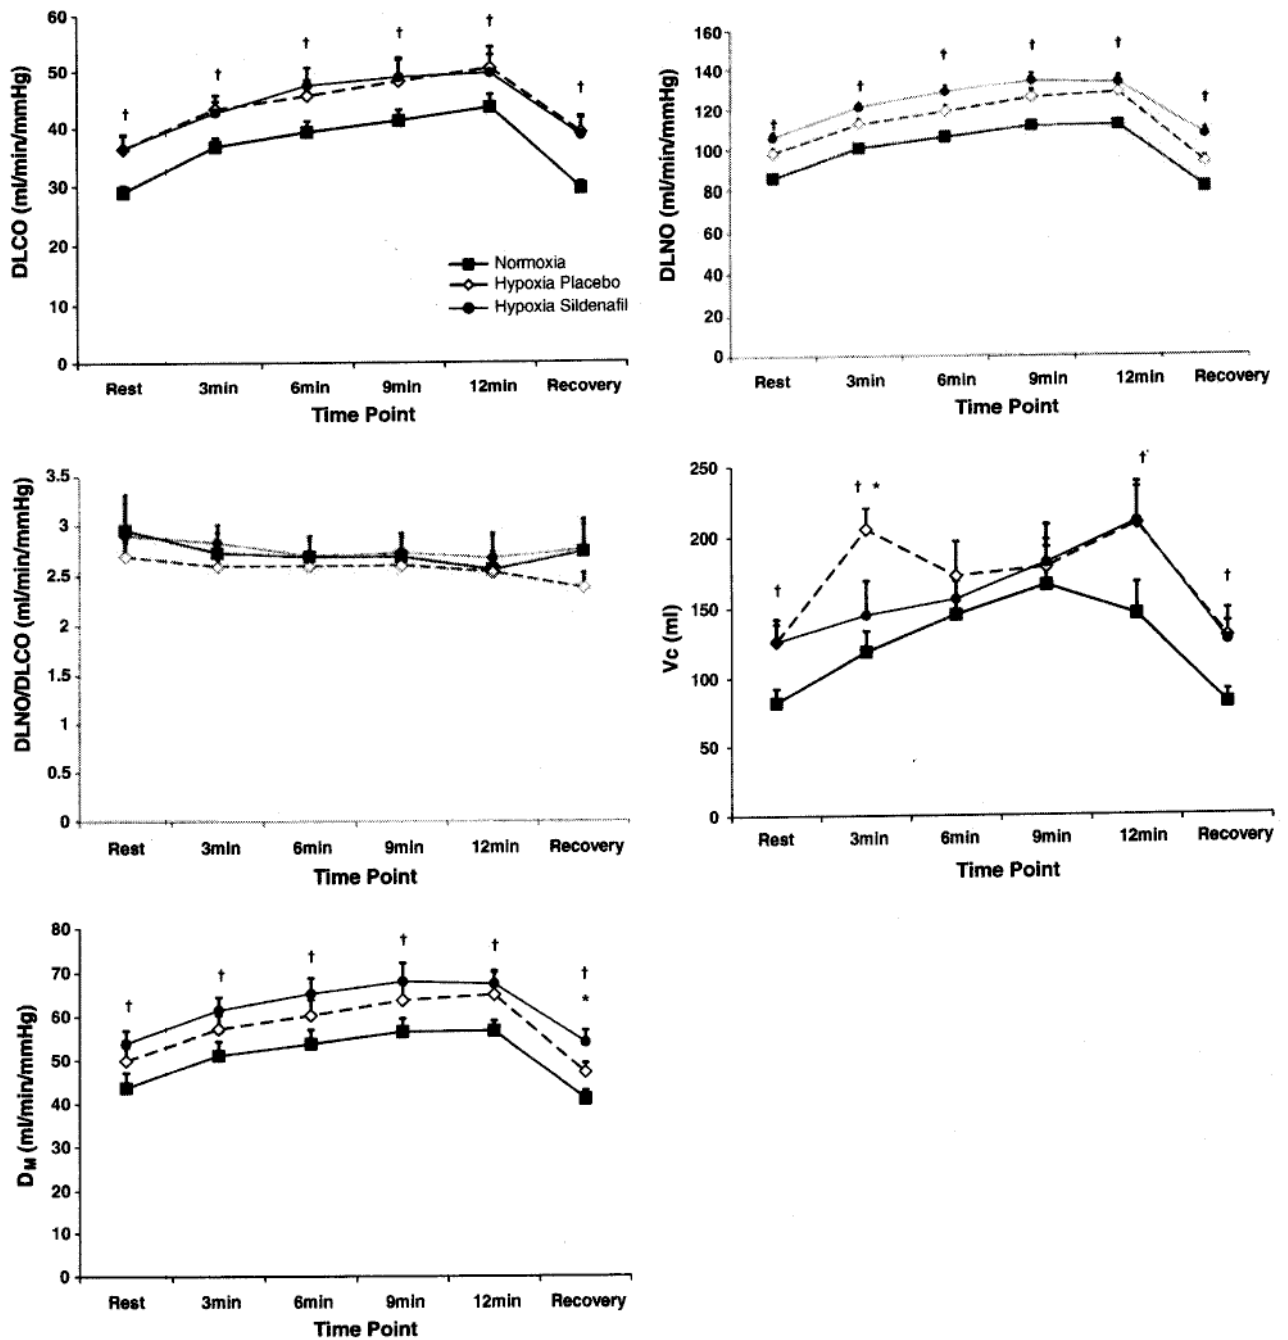 60
50
40
30
20
10
0
DLCO (ml/min/mmHg)
† † † † † †
Normoxia
Hypoxia Placebo
Hypoxia Sildenafil
Rest 3min 6min 9min 12min Recovery
Time Point
160
140
120
100
80
60
40
20
0
DLNO (ml/min/mmHg)
† † † † † †
Rest 3min 6min 9min 12min Recovery
Time Point
3.5
3
2.5
2
1.5
1
0.5
0
DLNO/DLCO (ml/min/mmHg)
Rest 3min 6min 9min 12min Recovery
Time Point
250
200
150
100
50
0
Vc (ml)
† † * † †
Rest 3min 6min 9min 12min Recovery
Time Point
80
70
60
50
40
30
20
10
0
DM (ml/min/mmHg)
† † † † † †
*
Rest 3min 6min 9min 12min Recovery
Time Point